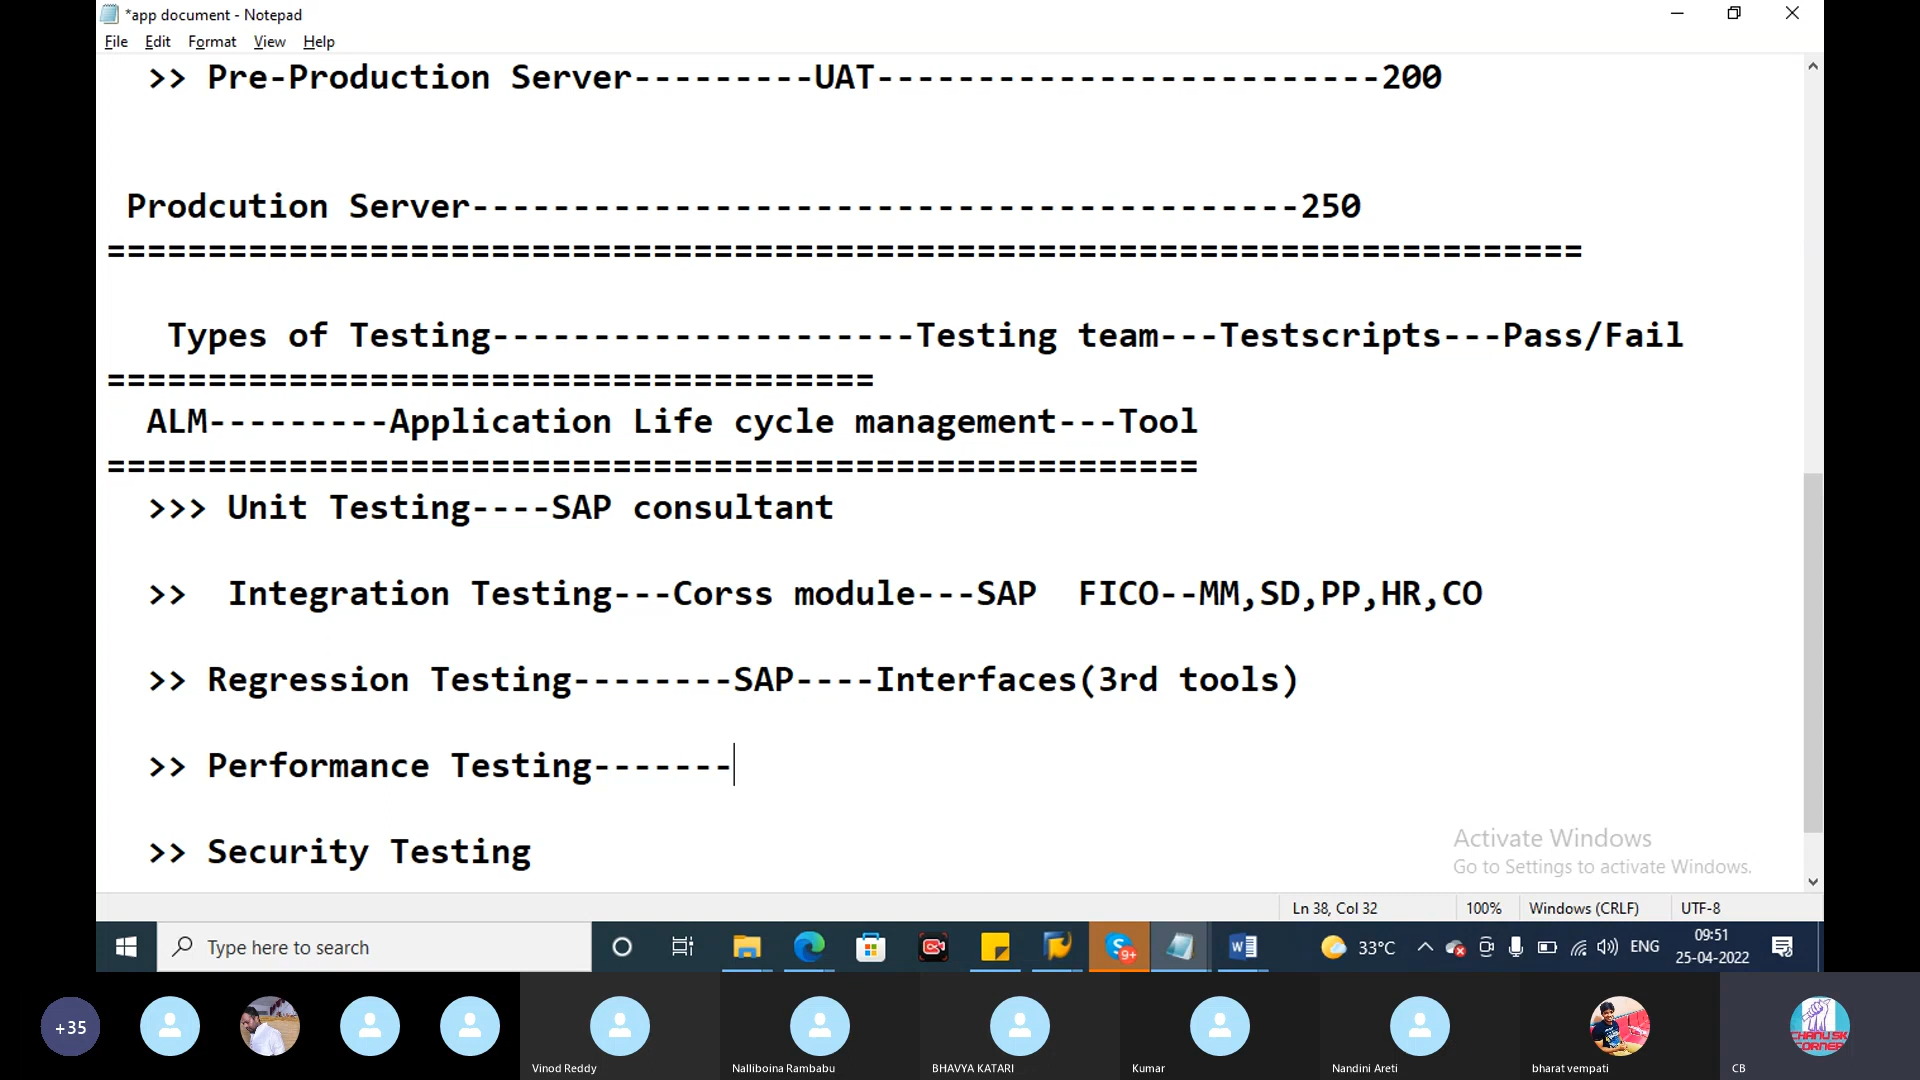 *app document - Notepad
File Edit Format View Help
>> Pre-Production Server---------UAT-------------------------200
Prodcution Server-----------------------------------------250
=========================================================================
Types of Testing---------------------Testing team---Testscripts---Pass/Fail
======================================
ALM---------Application Life cycle management---Tool
======================================================
>>> Unit Testing----SAP consultant
>> Integration Testing---Corss module---SAP FICO--MM,SD,PP,HR,CO
>> Regression Testing--------SAP----Interfaces(3rd tools)
>> Performance Testing-------
>> Security Testing
Activate Windows
Go to Settings to activate Windows.
Ln 38, Col 32 100% Windows (CRLF) UTF-8
Type here to search 9+ 33°C ENG 09:51
25-04-2022
+35
CHANUSK
CORNER
Vinod Reddy Nalliboina Rambabu BHAVYA KATARI Kumar Nandini Areti bharat vempati CB